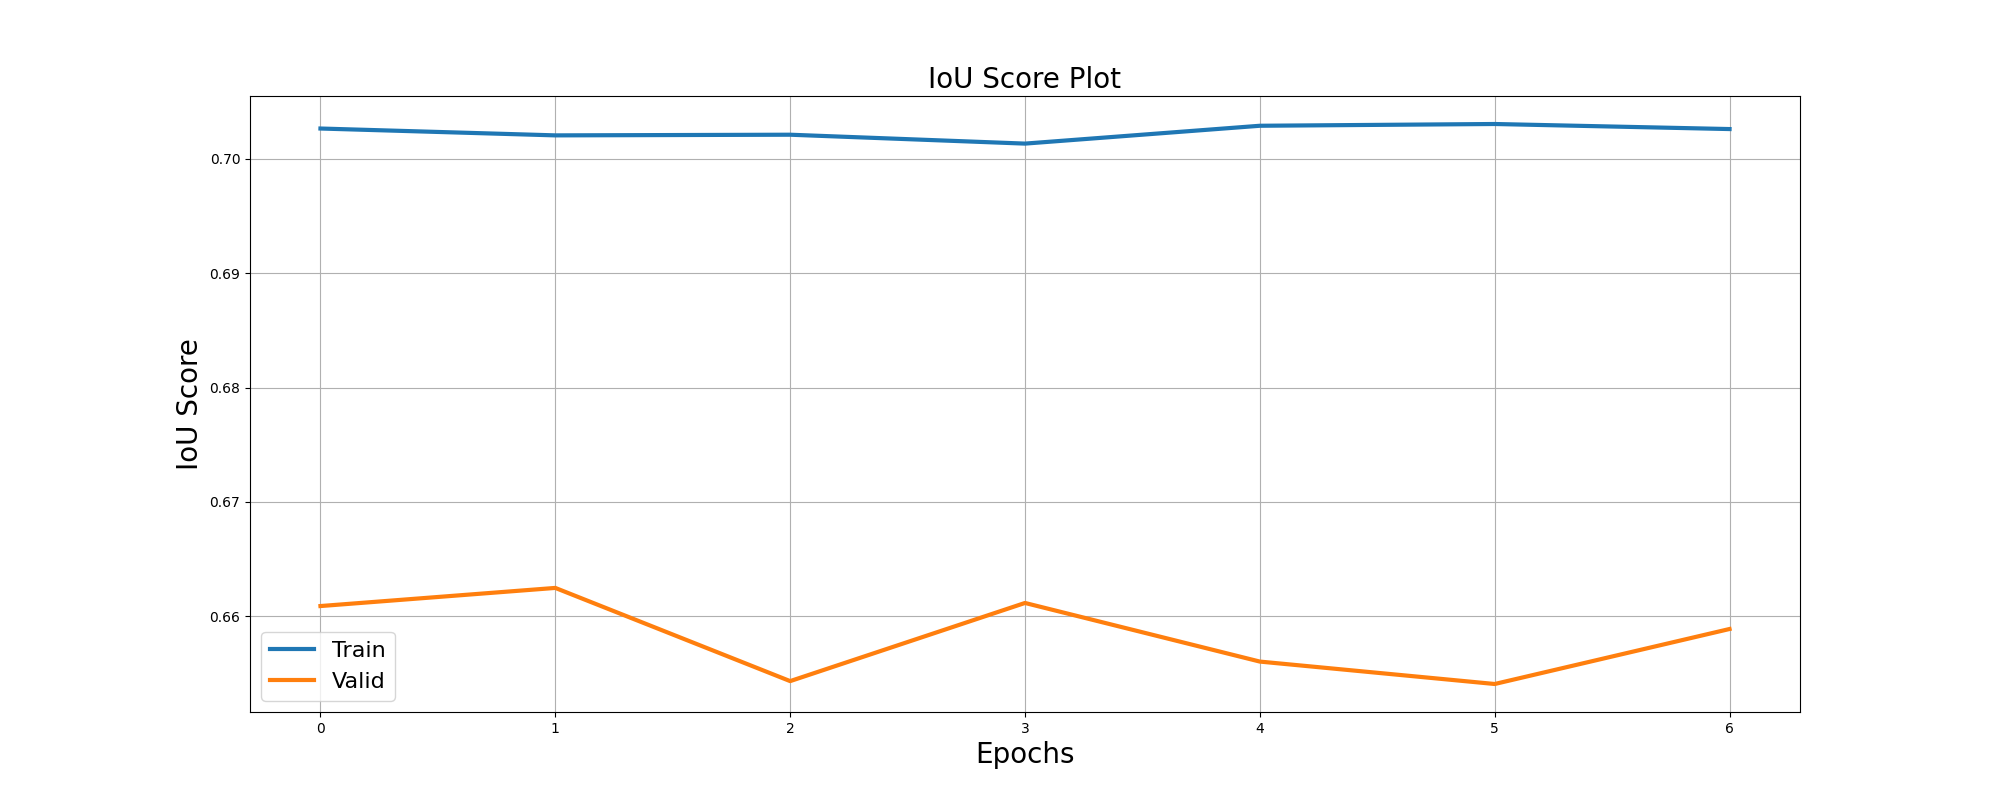 IoU Score Plot
0.70
0.69
0.68
0.67
0.66
IoU Score
Train
Valid
0 1 2 3 4 5 6
Epochs